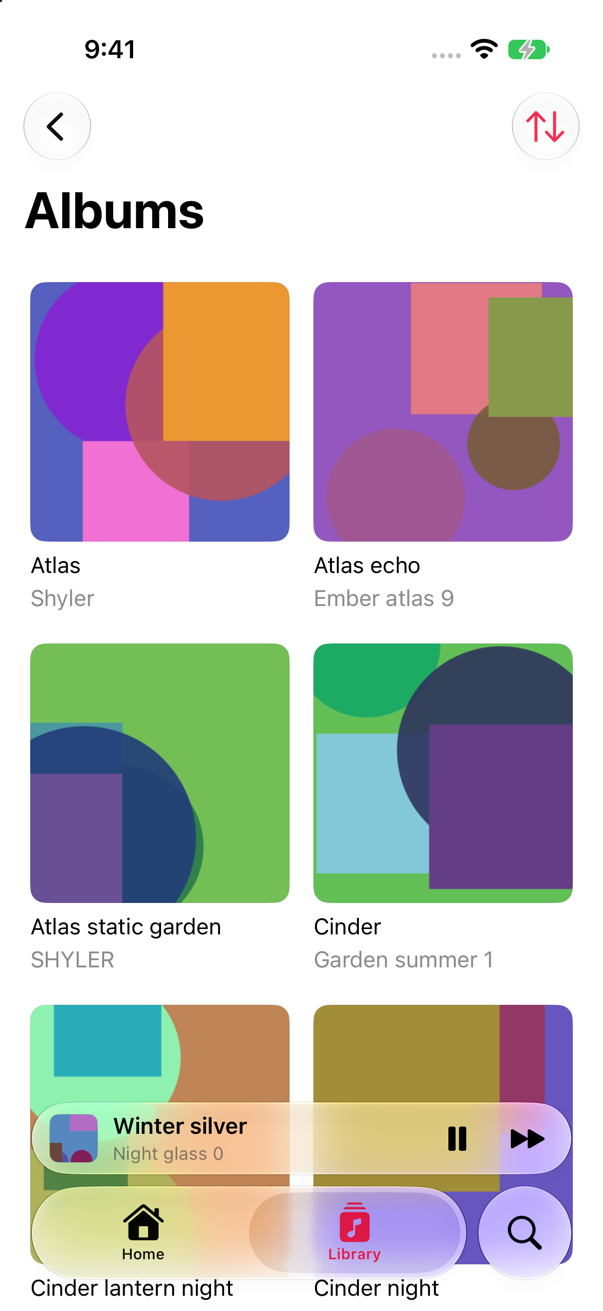 9:41
Albums
Atlas
Shyler
Atlas echo
Ember atlas 9
Atlas static garden
SHYLER
Cinder
Garden summer 1
Winter silver
Night glass 0
Home
Library
Cinder lantern night
Cinder night